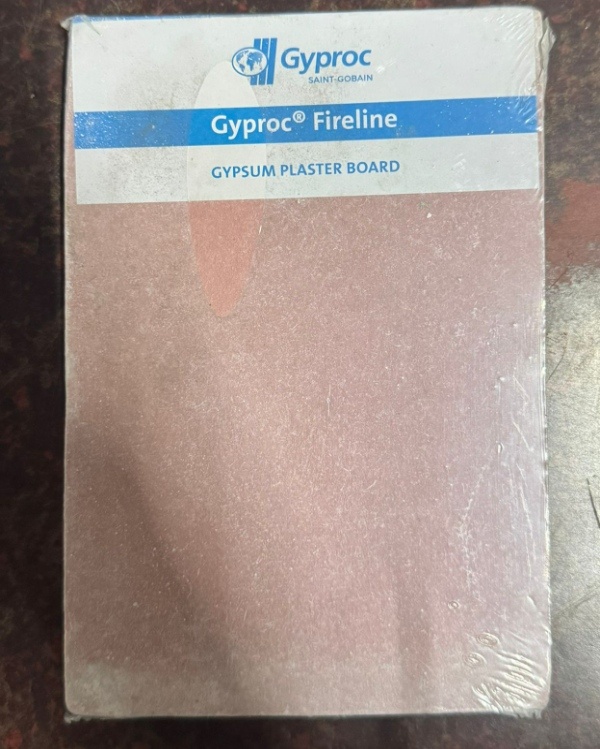 Gyproc
SAINT-GOBAIN
Gyproc® Fireline
GYPSUM PLASTER BOARD